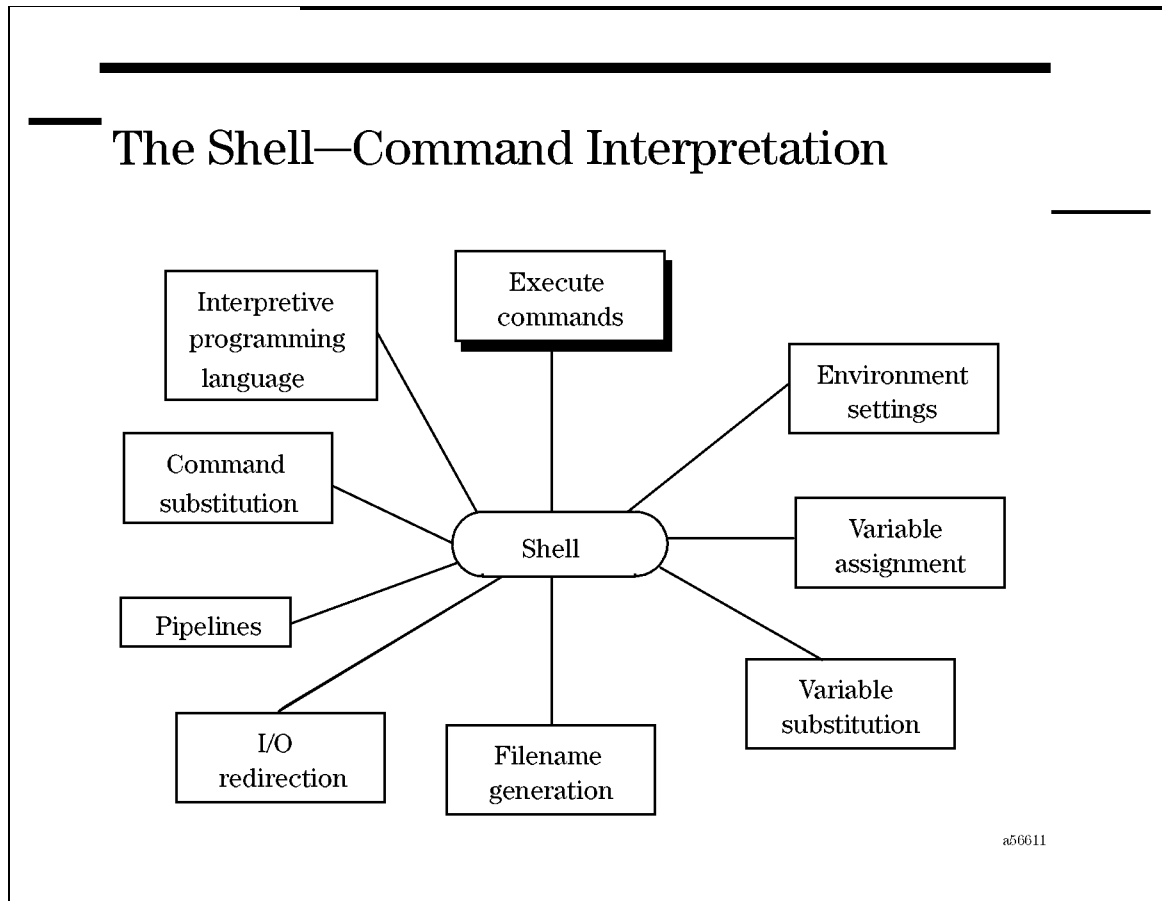 The Shell—Command Interpretation
Execute
commands
Interpretive
programming
language
Environment
settings
Command
substitution
Variable
assignment
Shell
Pipelines
Variable
substitution
I/O
redirection
Filename
generation
a56611